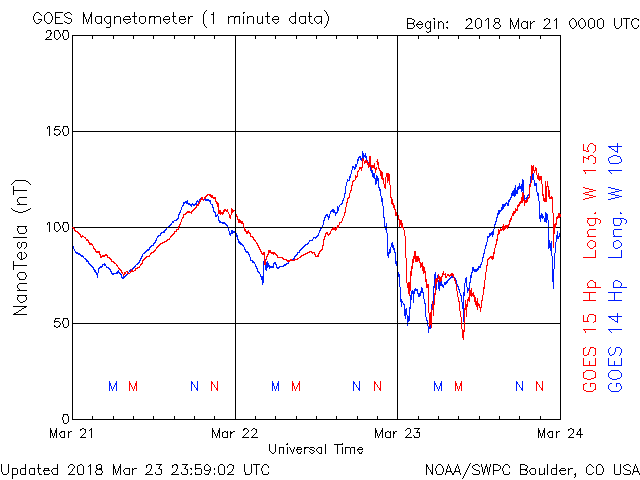 GOES Magnetometer (1 minute data)
Begin: 2018 Mar 21 0000 UTC
200
150
100
50
0
NanoTesla (nT)
GOES 15 Hp Long. W 135
GOES 14 Hp Long. W 104
M M N N M M N N M M N N
Mar 21 Mar 22 Mar 23 Mar 24
Universal Time
Updated 2018 Mar 23 23:59:02 UTC
NOAA/SWPC Boulder, CO USA